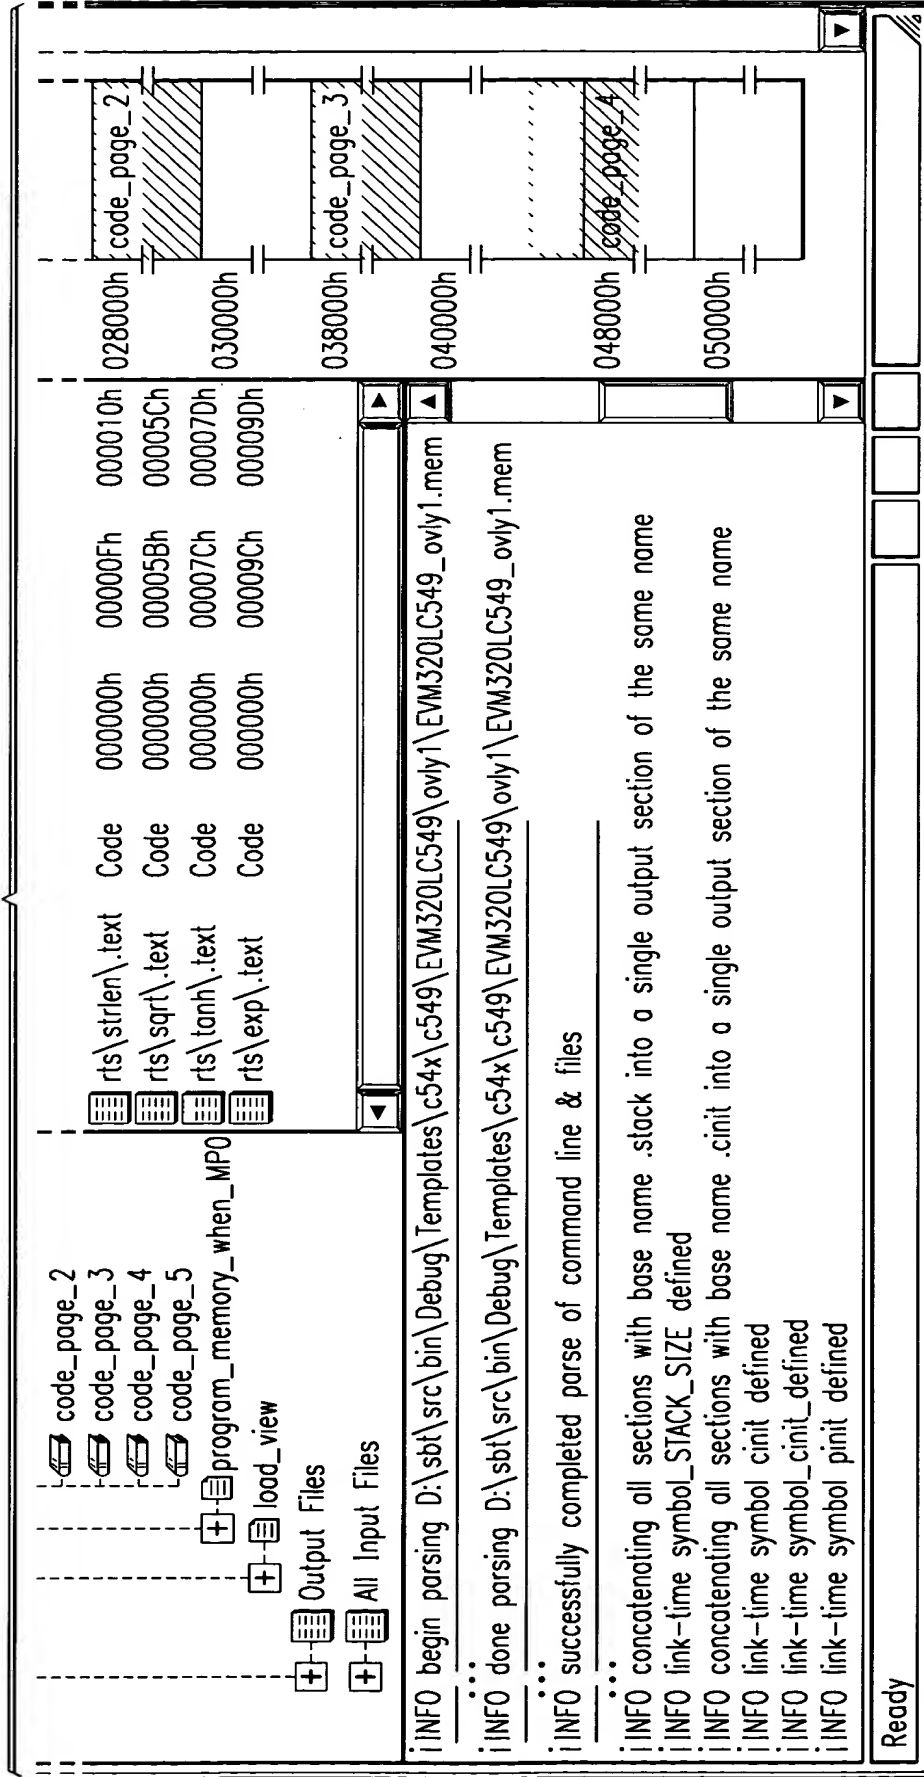 code_page_2
code_page_3
code_page_4
code_page_5
program_memory_when_MP0
load_view
Output Files
All Input Files
rts\strlen\.text Code 000000h 00000Fh 000010h
rts\sqrt\.text Code 000000h 00005Bh 00005Ch
rts\tanh\.text Code 000000h 00007Ch 00007Dh
rts\exp\.text Code 000000h 00009Ch 00009Dh
028000h code_page_2
030000h
038000h code_page_3
040000h
048000h code_page_4
050000h
i INFO begin parsing D:\sbt\src\bin\Debug\Templates\c54x\c549\EVM320LC549\ovly1\EVM320LC549_ovly1.mem
i INFO done parsing D:\sbt\src\bin\Debug\Templates\c54x\c549\EVM320LC549\ovly1\EVM320LC549_ovly1.mem
i INFO successfully completed parse of command line & files
i INFO concatenating all sections with base name .stack into a single output section of the same name
i INFO link-time symbol_STACK_SIZE defined
i INFO concatenating all sections with base name .cinit into a single output section of the same name
i INFO link-time symbol cinit defined
i INFO link-time symbol_cinit_defined
i INFO link-time symbol pinit defined
Ready